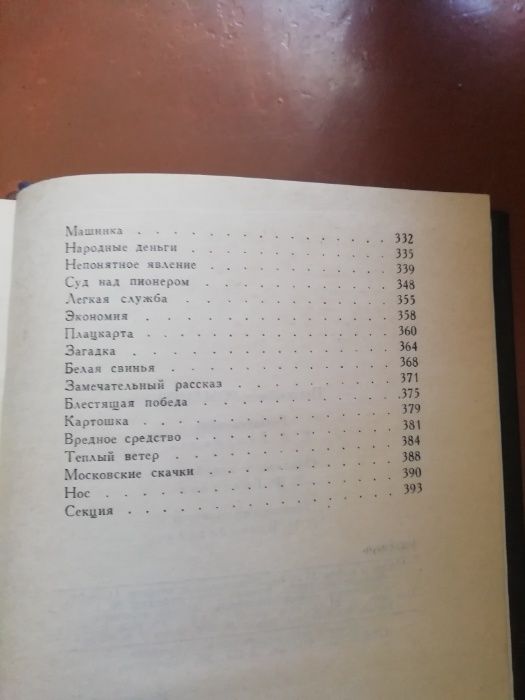 Машинка . . . . . . . . . . . . . . 332
Народные деньги . . . . . . . . . . . 335
Непонятное явление . . . . . . . . . . 339
Суд над пионером . . . . . . . . . . . 348
Легкая служба . . . . . . . . . . . . 355
Экономия . . . . . . . . . . . . . 358
Плацкарта . . . . . . . . . . . . . 360
Загадка . . . . . . . . . . . . . . 364
Белая свинья . . . . . . . . . . . . 368
Замечательный рассказ . . . . . . . . . 371
Блестящая победа . . . . . . . . . . . 375
Картошка . . . . . . . . . . . . . 379
Вредное средство . . . . . . . . . . . 381
Теплый ветер . . . . . . . . . . . . 384
Московские скачки . . . . . . . . . . 388
Нос . . . . . . . . . . . . . . . 390
Секция . . . . . . . . . . . . . . 393